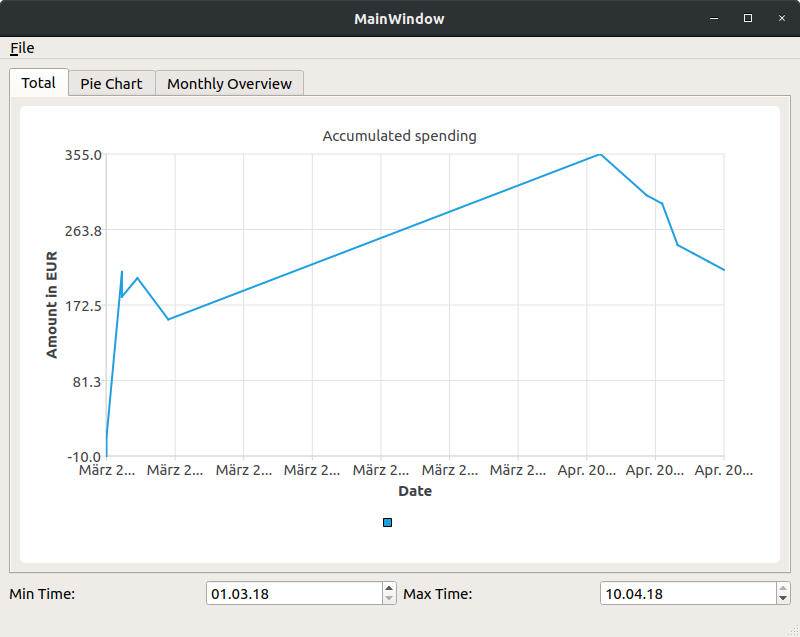 MainWindow
File
Total Pie Chart Monthly Overview
Accumulated spending
355.0
263.8
172.5
81.3
-10.0
Amount in EUR
März 2... März 2... März 2... März 2... März 2... März 2... März 2... Apr. 20... Apr. 20... Apr. 20...
Date
Min Time: 01.03.18 Max Time: 10.04.18